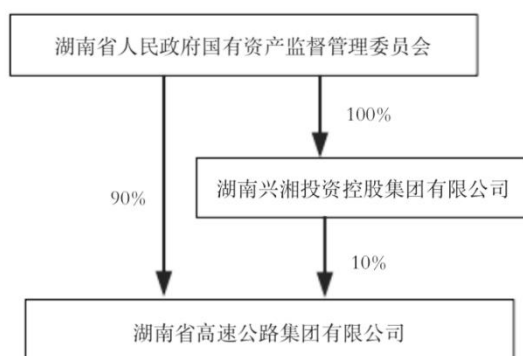 湖南省人民政府国有资产监督管理委员会
100%
湖南兴湘投资控股集团有限公司
90%
10%
湖南省高速公路集团有限公司